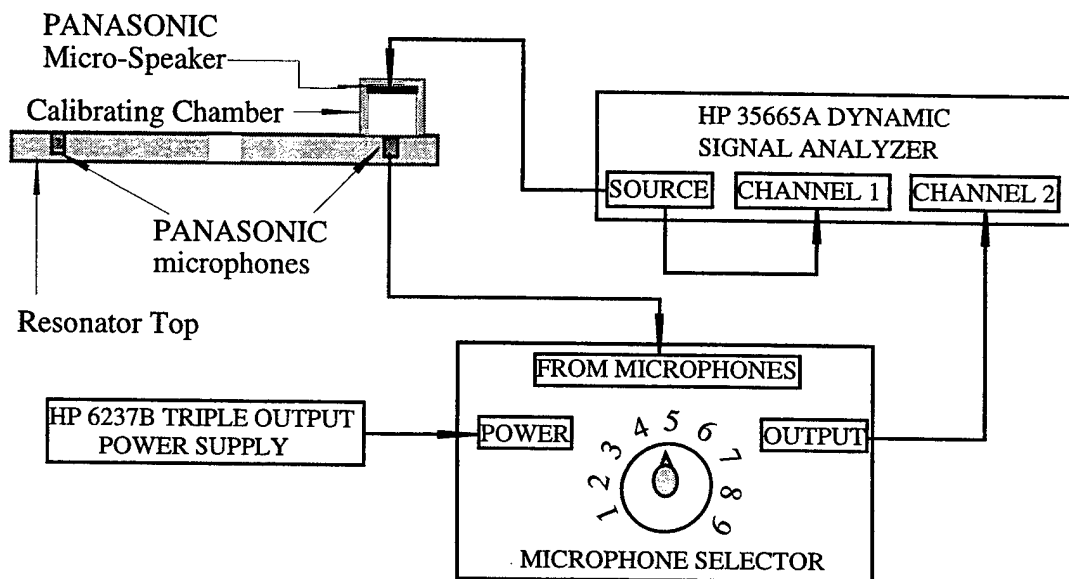 PANASONIC
Micro-Speaker
Calibrating Chamber
PANASONIC
microphones
Resonator Top
HP 35665A DYNAMIC
SIGNAL ANALYZER
SOURCE
CHANNEL 1
CHANNEL 2
FROM MICROPHONES
HP 6237B TRIPLE OUTPUT
POWER SUPPLY
POWER
OUTPUT
1 2 3 4 5 6 7 8 9
MICROPHONE SELECTOR